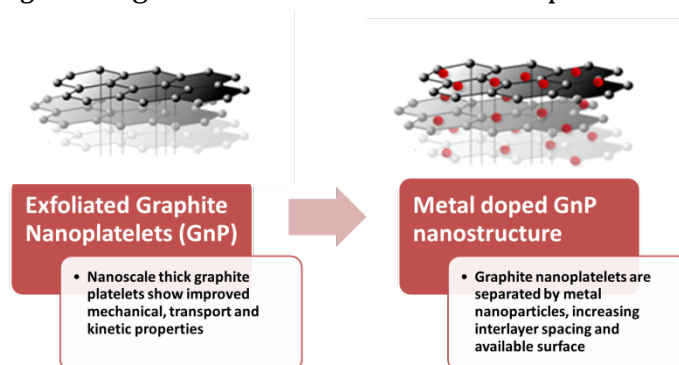 Exfoliated Graphite
Nanoplatelets (GnP)
• Nanoscale thick graphite
platelets show improved
mechanical, transport and
kinetic properties
Metal doped GnP
nanostructure
• Graphite nanoplatelets are
separated by metal
nanoparticles, increasing
interlayer spacing and
available surface